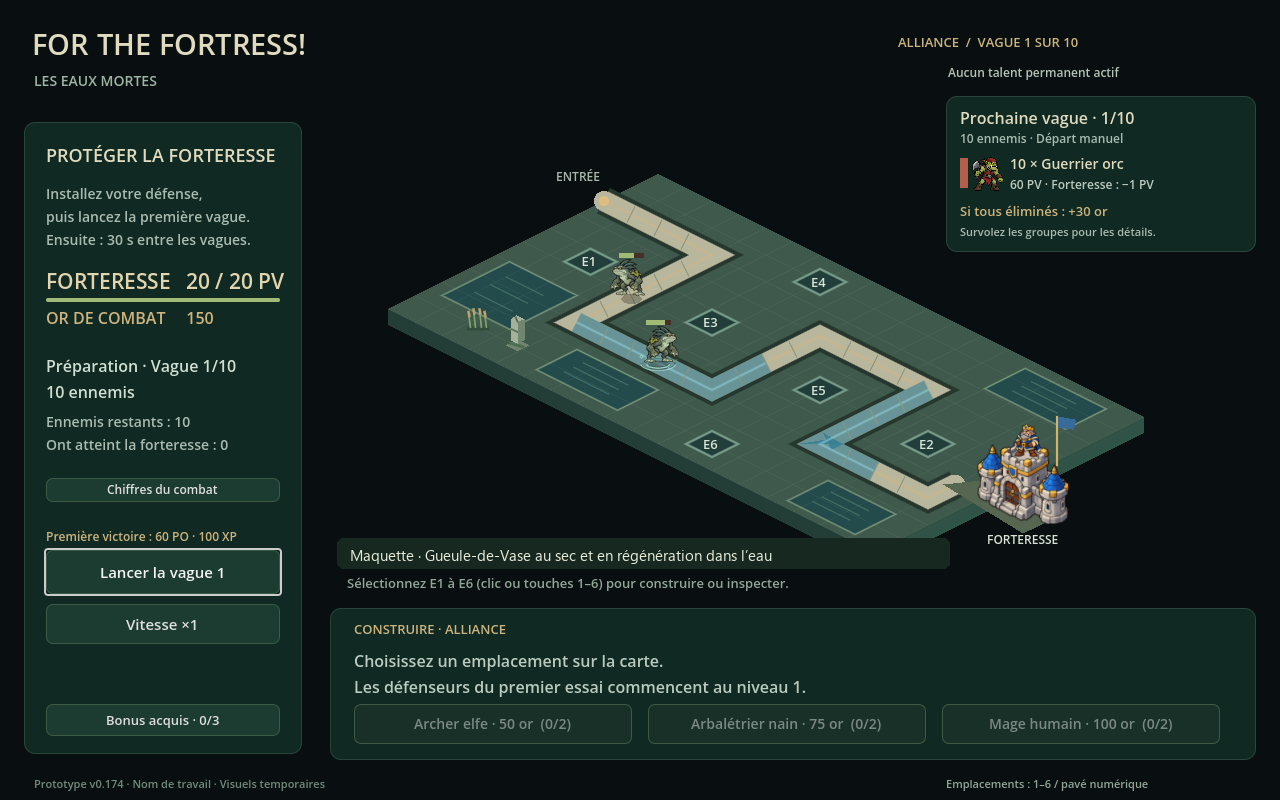 FOR THE FORTRESS!
LES EAUX MORTES
ALLIANCE / VAGUE 1 SUR 10
Aucun talent permanent actif
Prochaine vague · 1/10
10 ennemis · Départ manuel
10 × Guerrier orc
60 PV · Forteresse : −1 PV
Si tous éliminés : +30 or
Survolez les groupes pour les détails.
PROTÉGER LA FORTERESSE
Installez votre défense,
puis lancez la première vague.
Ensuite : 30 s entre les vagues.
FORTERESSE 20 / 20 PV
OR DE COMBAT 150
Préparation · Vague 1/10
10 ennemis
Ennemis restants : 10
Ont atteint la forteresse : 0
Chiffres du combat
Première victoire : 60 PO · 100 XP
Lancer la vague 1
Vitesse ×1
Bonus acquis · 0/3
ENTRÉE
E1
E4
E3
E5
E6
E2
FORTERESSE
Maquette · Gueule-de-Vase au sec et en régénération dans l’eau
Sélectionnez E1 à E6 (clic ou touches 1–6) pour construire ou inspecter.
CONSTRUIRE · ALLIANCE
Choisissez un emplacement sur la carte.
Les défenseurs du premier essai commencent au niveau 1.
Archer elfe · 50 or (0/2)
Arbalétrier nain · 75 or (0/2)
Mage humain · 100 or (0/2)
Prototype v0.174 · Nom de travail · Visuels temporaires
Emplacements : 1–6 / pavé numérique